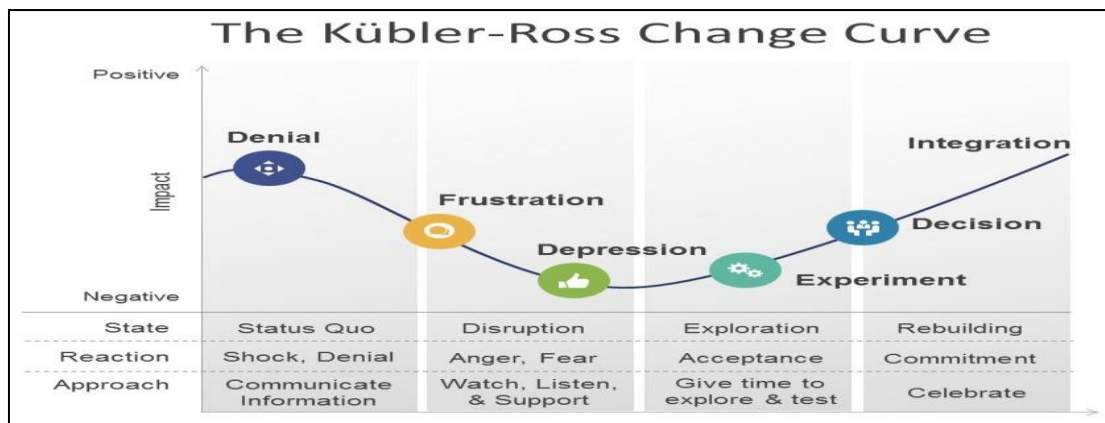 The Kübler-Ross Change Curve
Positive
Impact
Negative
Denial
Frustration
Depression
Experiment
Decision
Integration
State Status Quo Disruption Exploration Rebuilding
Reaction Shock, Denial Anger, Fear Acceptance Commitment
Approach Communicate Information Watch, Listen, & Support Give time to explore & test Celebrate